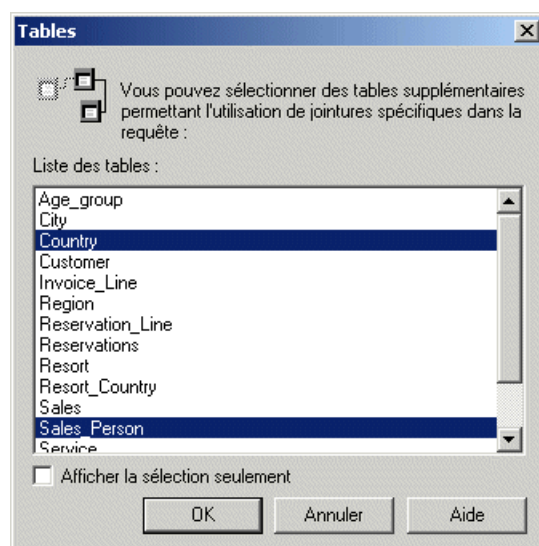 Tables
Vous pouvez sélectionner des tables supplémentaires
permettant l'utilisation de jointures spécifiques dans la
requête :
Liste des tables :
Age_group
City
Country
Customer
Invoice_Line
Region
Reservation_Line
Reservations
Resort
Resort_Country
Sales
Sales_Person
Service
Afficher la sélection seulement
OK
Annuler
Aide